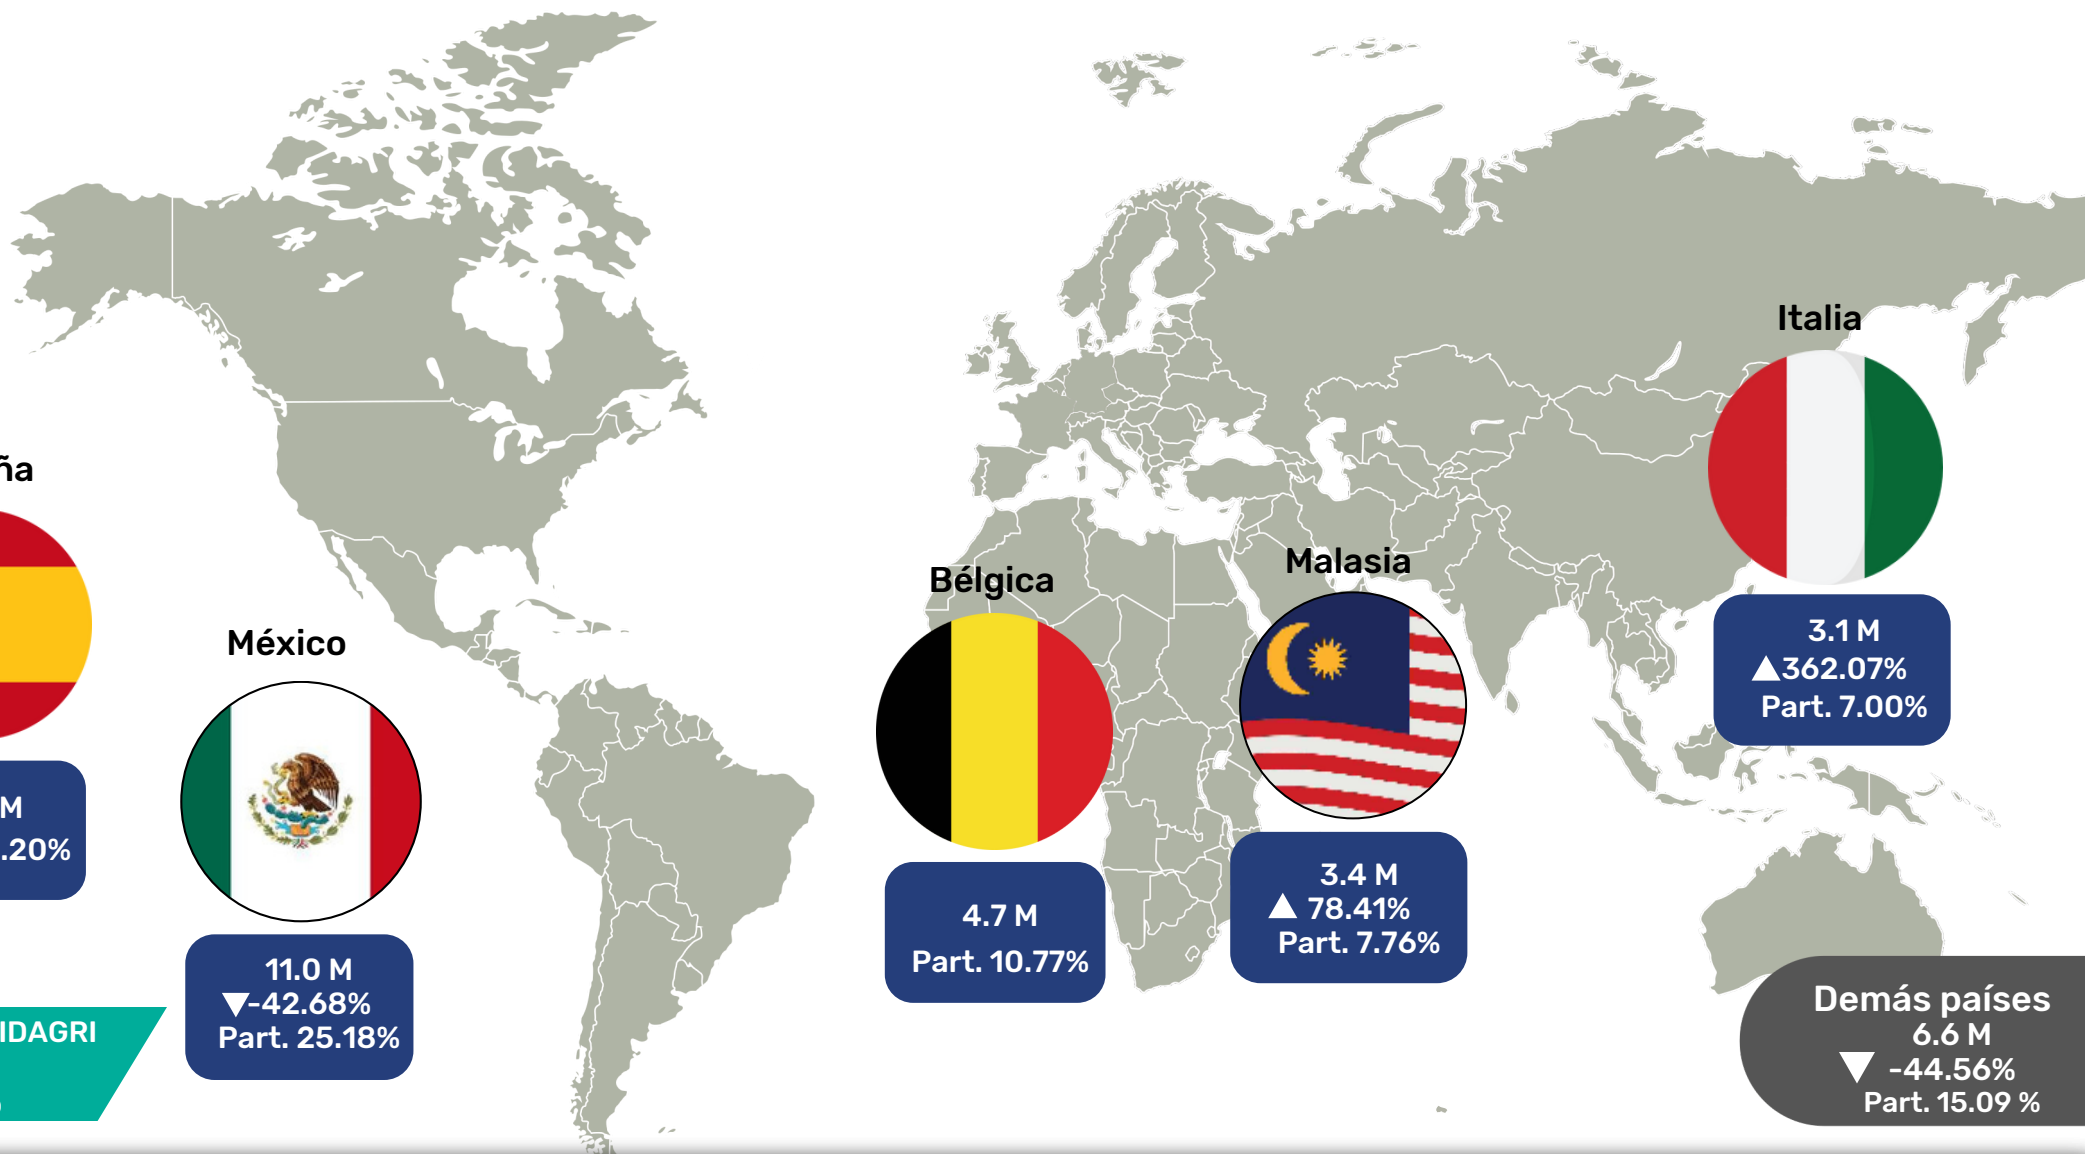 ña
M
.20%
IDAGRI
México
11.0 M
▼-42.68%
Part. 25.18%
Bélgica
4.7 M
Part. 10.77%
Malasia
3.4 M
▲ 78.41%
Part. 7.76%
Italia
3.1 M
▲362.07%
Part. 7.00%
Demás países
6.6 M
▼ -44.56%
Part. 15.09 %